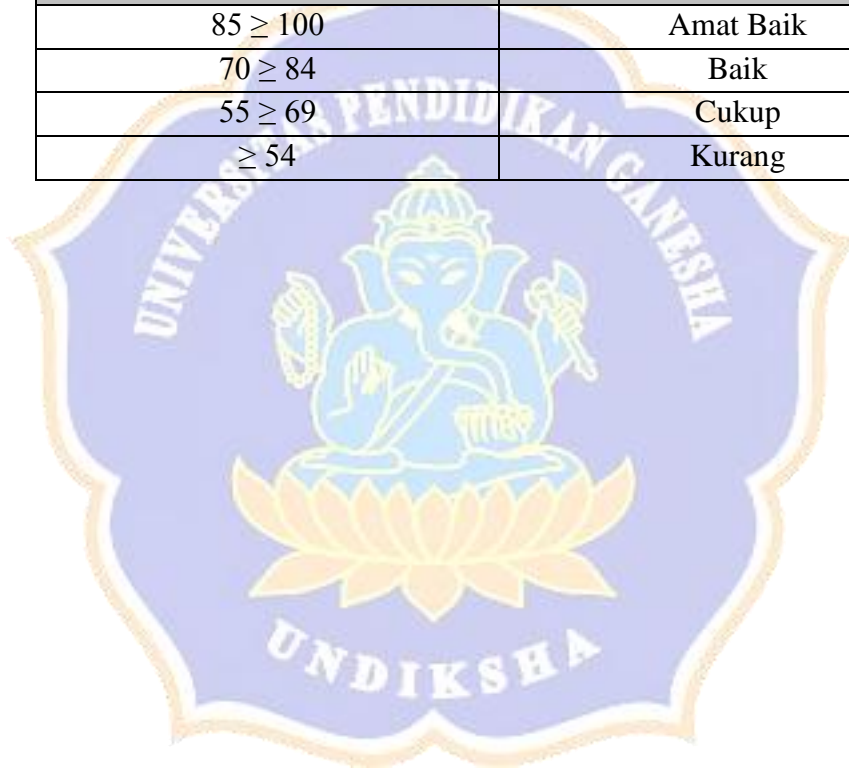 85 ≥ 100 Amat Baik
70 ≥ 84 Baik
55 ≥ 69 Cukup
≥ 54 Kurang
UNIVERSITAS PENDIDIKAN GANESHA
UNDIKSHA